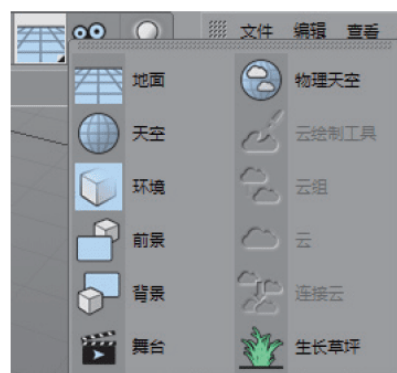 文件 编辑 查看
地面 物理天空
天空 云绘制工具
环境 云组
前景 云
背景 连接云
舞台 生长草坪